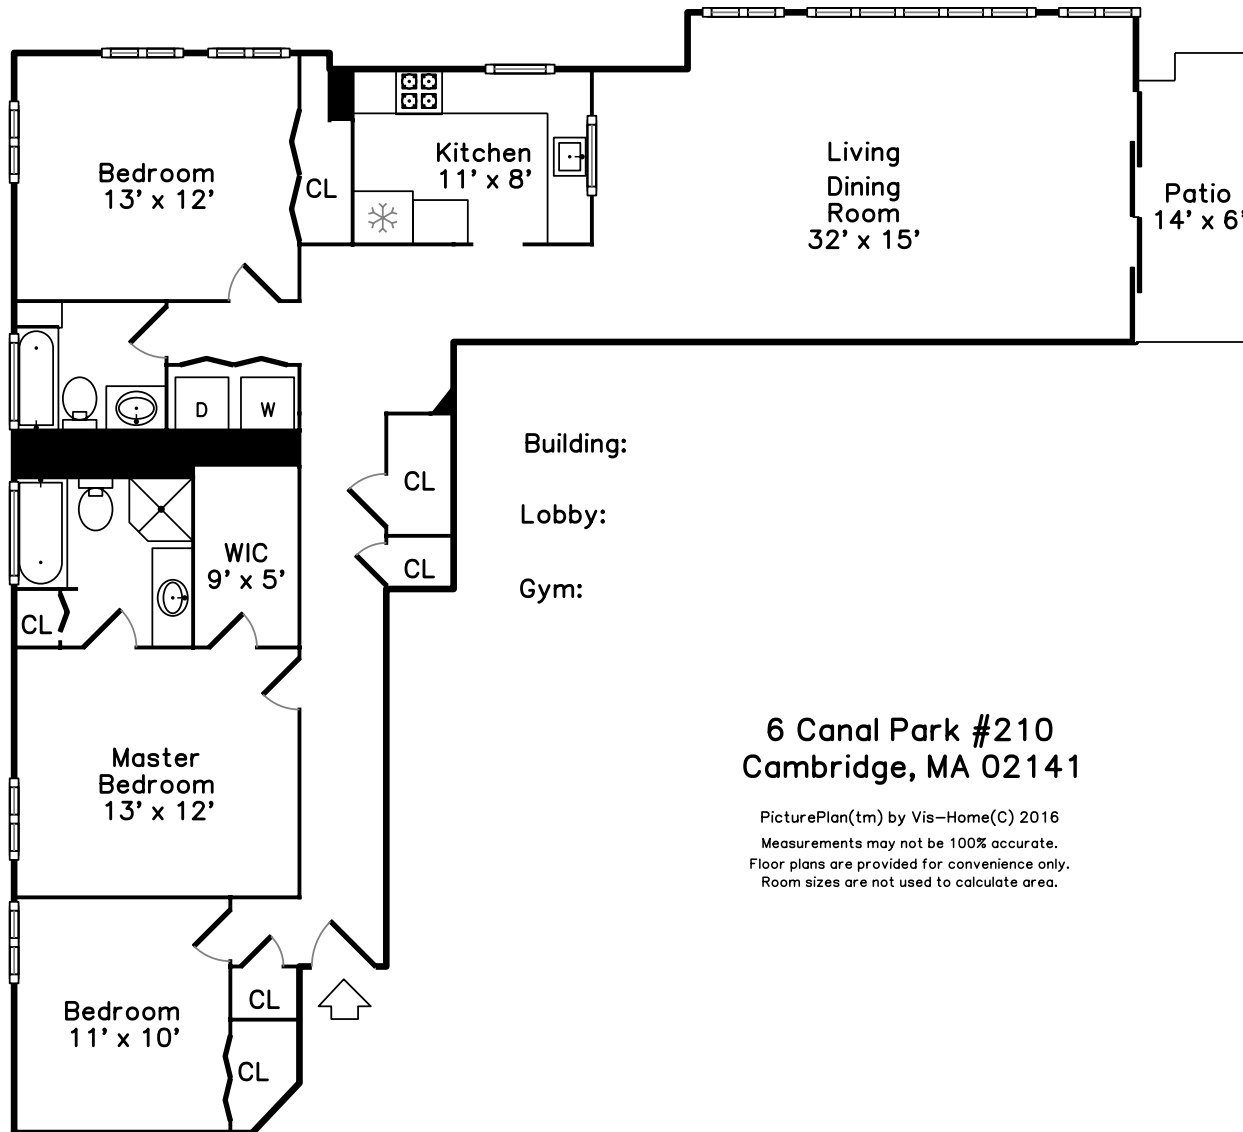 Bedroom
13' x 12'
CL
Kitchen
11' x 8'
Living
Dining
Room
32' x 15'
Patio
14' x 6'
D
W
CL
CL
WIC
9' x 5'
CL
Building:
Lobby:
Gym:
Master
Bedroom
13' x 12'
6 Canal Park #210
Cambridge, MA 02141
PicturePlan(tm) by Vis-Home(C) 2016
Measurements may not be 100% accurate.
Floor plans are provided for convenience only.
Room sizes are not used to calculate area.
Bedroom
11' x 10'
CL
CL